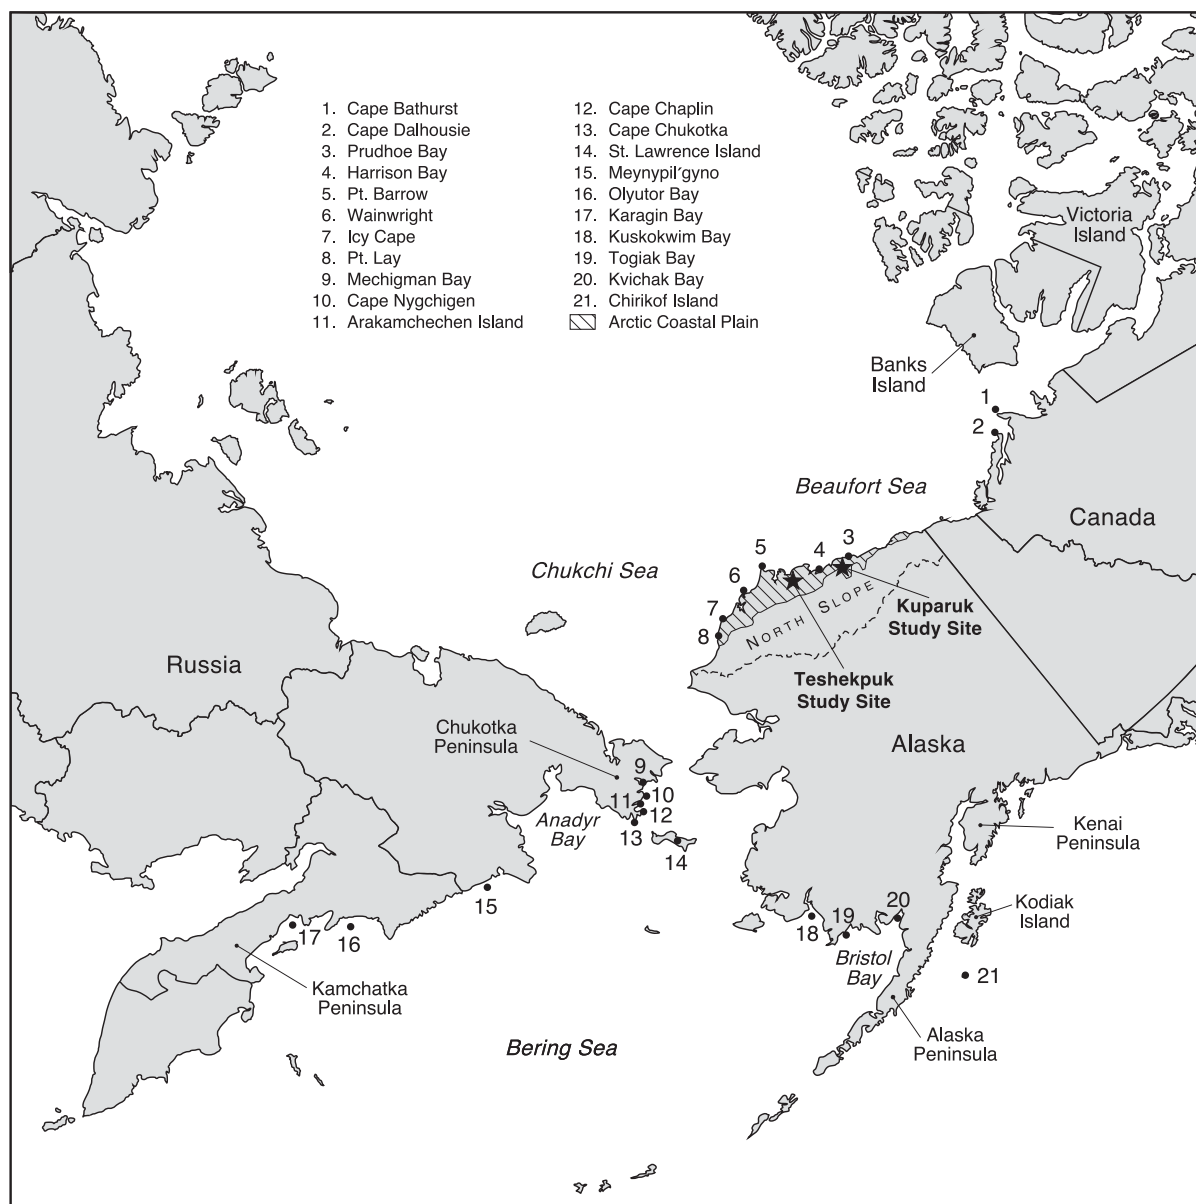 1. Cape Bathurst
2. Cape Dalhousie
3. Prudhoe Bay
4. Harrison Bay
5. Pt. Barrow
6. Wainwright
7. Icy Cape
8. Pt. Lay
9. Mechigman Bay
10. Cape Nygchigen
11. Arakamchechen Island
12. Cape Chaplin
13. Cape Chukotka
14. St. Lawrence Island
15. Meynypil'gyno
16. Olyutor Bay
17. Karagin Bay
18. Kuskokwim Bay
19. Togiak Bay
20. Kvichak Bay
21. Chirikof Island
Arctic Coastal Plain
Victoria
Island
Banks
Island
1
2
Beaufort Sea
Canada
Chukchi Sea
5
4
3
6
7
8
NORTH SLOPE
Kuparuk
Study Site
Teshekpuk
Study Site
Russia
Alaska
Chukotka
Peninsula
9
10
11
12
13
14
Anadyr
Bay
Kenai
Peninsula
15
16
17
18
19
20
Kodiak
Island
Bristol
Bay
21
Kamchatka
Peninsula
Alaska
Peninsula
Bering Sea